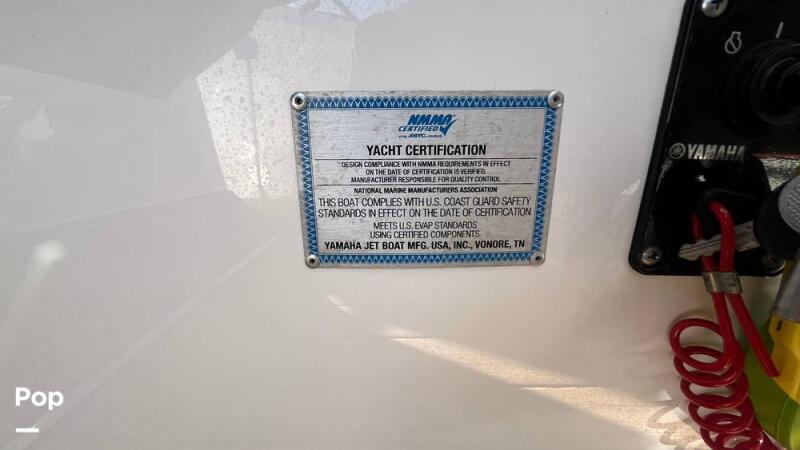 NMMA
CERTIFIED
using ABYC standards
YACHT CERTIFICATION
DESIGN COMPLIANCE WITH NMMA REQUIREMENTS IN EFFECT
ON THE DATE OF CERTIFICATION IS VERIFIED.
MANUFACTURER RESPONSIBLE FOR QUALITY CONTROL
NATIONAL MARINE MANUFACTURERS ASSOCIATION
THIS BOAT COMPLIES WITH U.S. COAST GUARD SAFETY
STANDARDS IN EFFECT ON THE DATE OF CERTIFICATION
MEETS U.S. EVAP STANDARDS
USING CERTIFIED COMPONENTS
YAMAHA JET BOAT MFG. USA, INC., VONORE, TN
YAMAHA
Pop